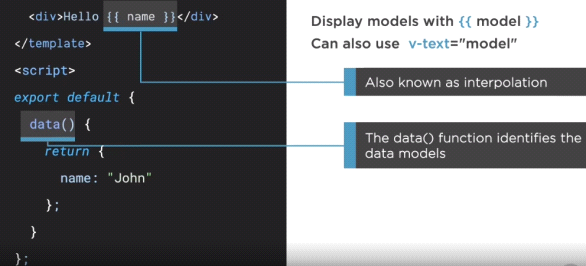 <div>Hello {{ name }}</div>
</template>
<script>
export default {
data() {
return {
name: "John"
};
}
};
Display models with {{ model }}
Can also use v-text="model"
Also known as interpolation
The data() function identifies the
data models